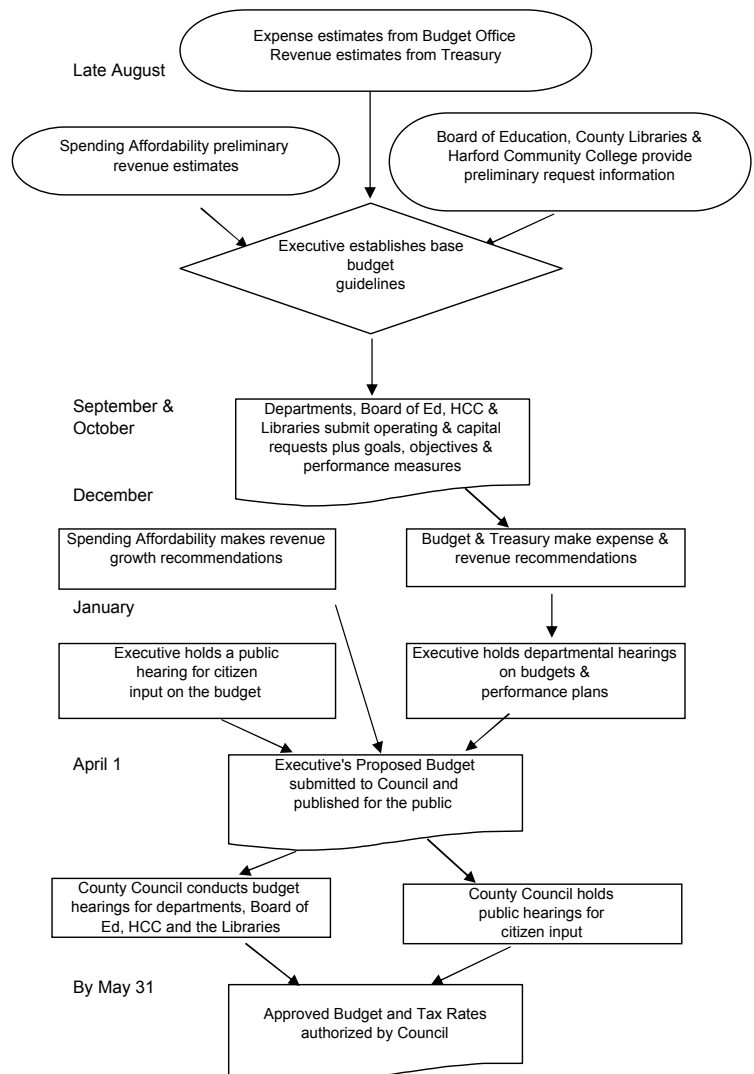 Expense estimates from Budget Office
Revenue estimates from Treasury
Late August
Spending Affordability preliminary
revenue estimates
Board of Education, County Libraries &
Harford Community College provide
preliminary request information
Executive establishes base
budget
guidelines
September &
October
Departments, Board of Ed, HCC &
Libraries submit operating & capital
requests plus goals, objectives &
performance measures
December
Spending Affordability makes revenue
growth recommendations
Budget & Treasury make expense &
revenue recommendations
January
Executive holds a public
hearing for citizen
input on the budget
Executive holds departmental hearings
on budgets &
performance plans
April 1
Executive's Proposed Budget
submitted to Council and
published for the public
County Council conducts budget
hearings for departments, Board of
Ed, HCC and the Libraries
County Council holds
public hearings for
citizen input
By May 31
Approved Budget and Tax Rates
authorized by Council